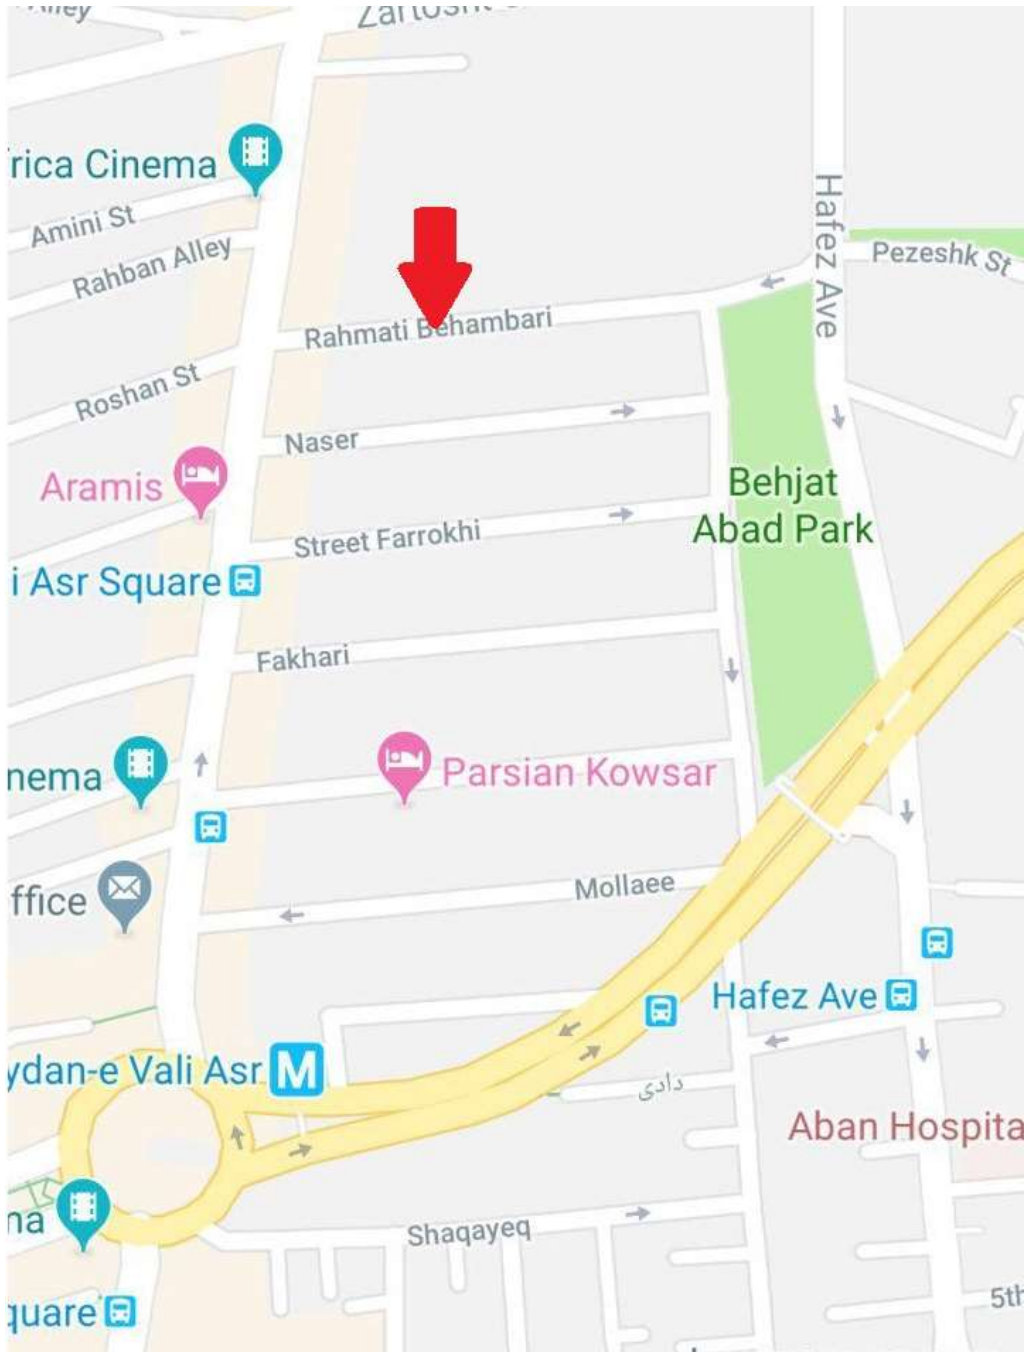 Alley
Zartosht
rica Cinema
Amini St
Rahban Alley
Hafez Ave
Pezeshk St
Rahmati Behambari
Roshan St
Naser
Aramis
Behjat
Abad Park
Street Farrokhi
i Asr Square
Fakhari
nema
Parsian Kowsar
ffice
Mollaee
Hafez Ave
ydan-e Vali Asr
M
دادی
Aban Hospita
na
Shaqayeq
5th
quare